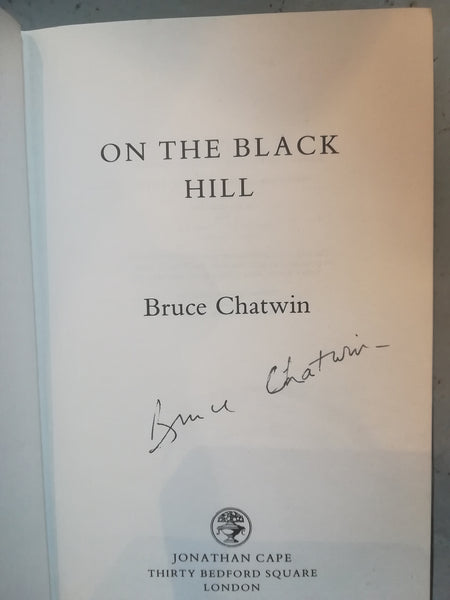 ON THE BLACK
HILL
Bruce Chatwin
Bruce Chatwin
JONATHAN CAPE
THIRTY BEDFORD SQUARE
LONDON